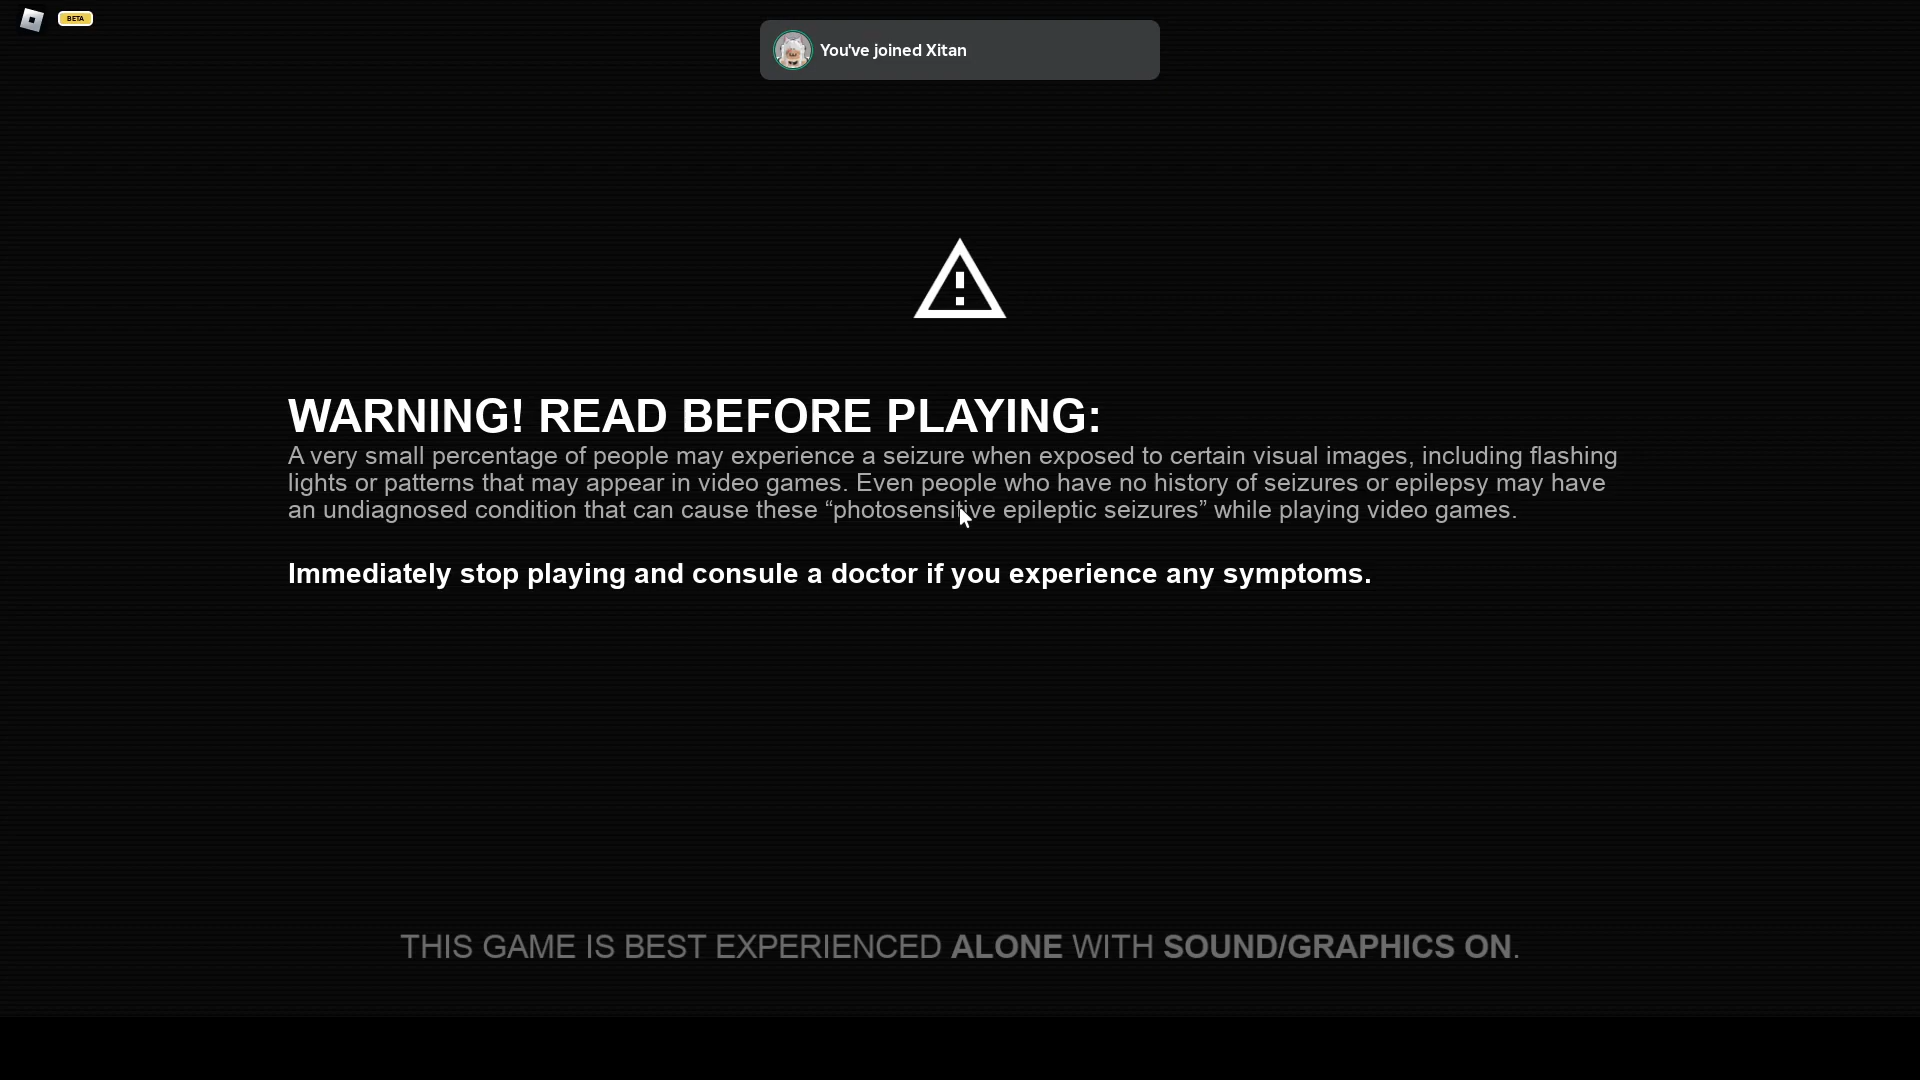 BETA
You've joined Xitan
WARNING! READ BEFORE PLAYING:
A very small percentage of people may experience a seizure when exposed to certain visual images, including flashing
lights or patterns that may appear in video games. Even people who have no history of seizures or epilepsy may have
an undiagnosed condition that can cause these “photosensitive epileptic seizures” while playing video games.
Immediately stop playing and consule a doctor if you experience any symptoms.
THIS GAME IS BEST EXPERIENCED ALONE WITH SOUND/GRAPHICS ON.